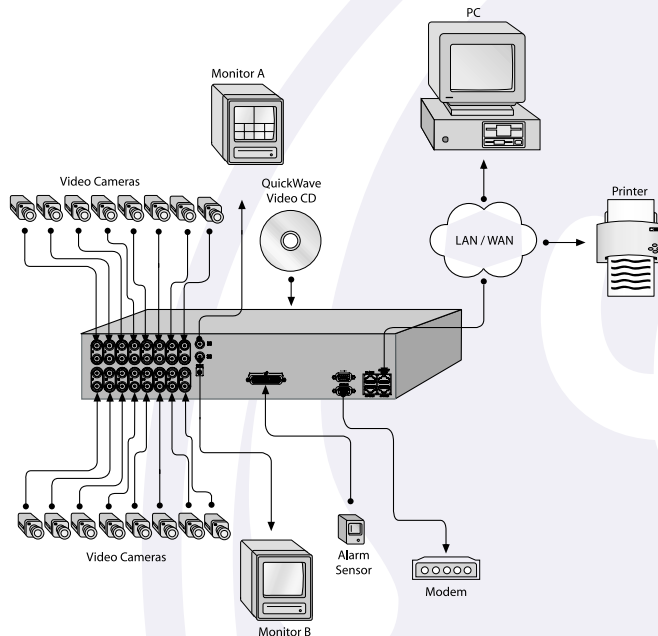 PC
Monitor A
Video Cameras
QuickWave
Video CD
Printer
LAN / WAN
Video Cameras
Alarm
Sensor
Modem
Monitor B